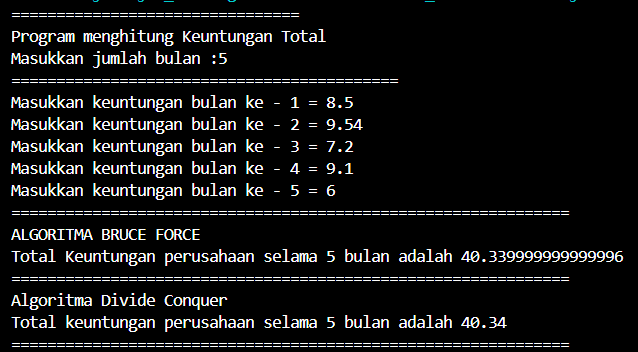 ================================
Program menghitung Keuntungan Total
Masukkan jumlah bulan :5
===========================================
Masukkan keuntungan bulan ke - 1 = 8.5
Masukkan keuntungan bulan ke - 2 = 9.54
Masukkan keuntungan bulan ke - 3 = 7.2
Masukkan keuntungan bulan ke - 4 = 9.1
Masukkan keuntungan bulan ke - 5 = 6
==============================================================
ALGORITMA BRUCE FORCE
Total Keuntungan perusahaan selama 5 bulan adalah 40.339999999999996
==============================================================
Algoritma Divide Conquer
Total keuntungan perusahaan selama 5 bulan adalah 40.34
==============================================================